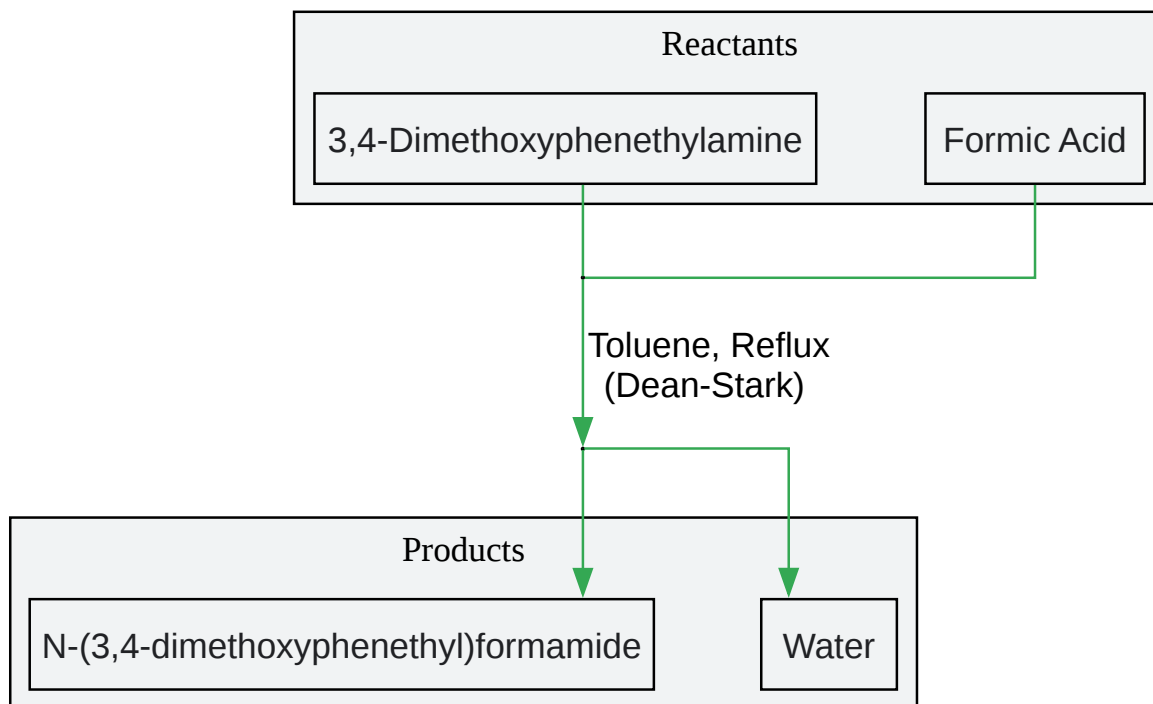 Reactants
3,4-Dimethoxyphenethylamine
Formic Acid
Toluene, Reflux
(Dean-Stark)
Products
N-(3,4-dimethoxyphenethyl)formamide
Water